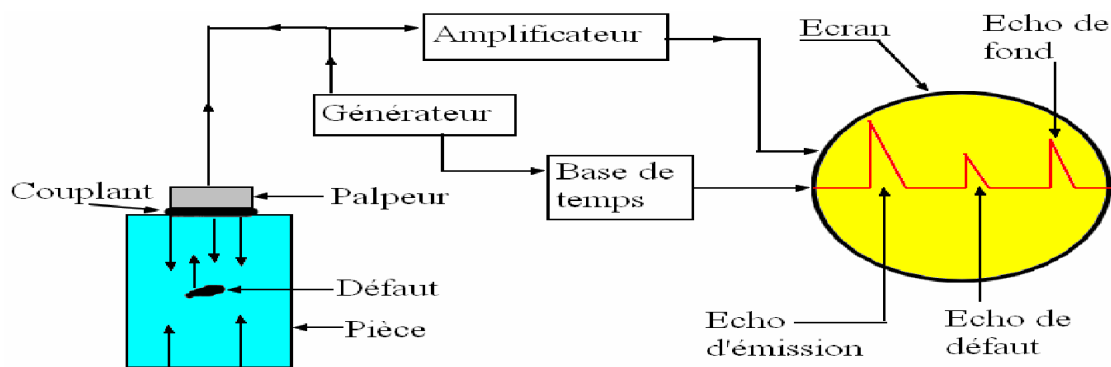 Echo de
fond
Ecran
Amplificateur
Générateur
Base de
temps
Couplant
Palpeur
Défaut
Pièce
Echo
d'émission
Echo de
défaut